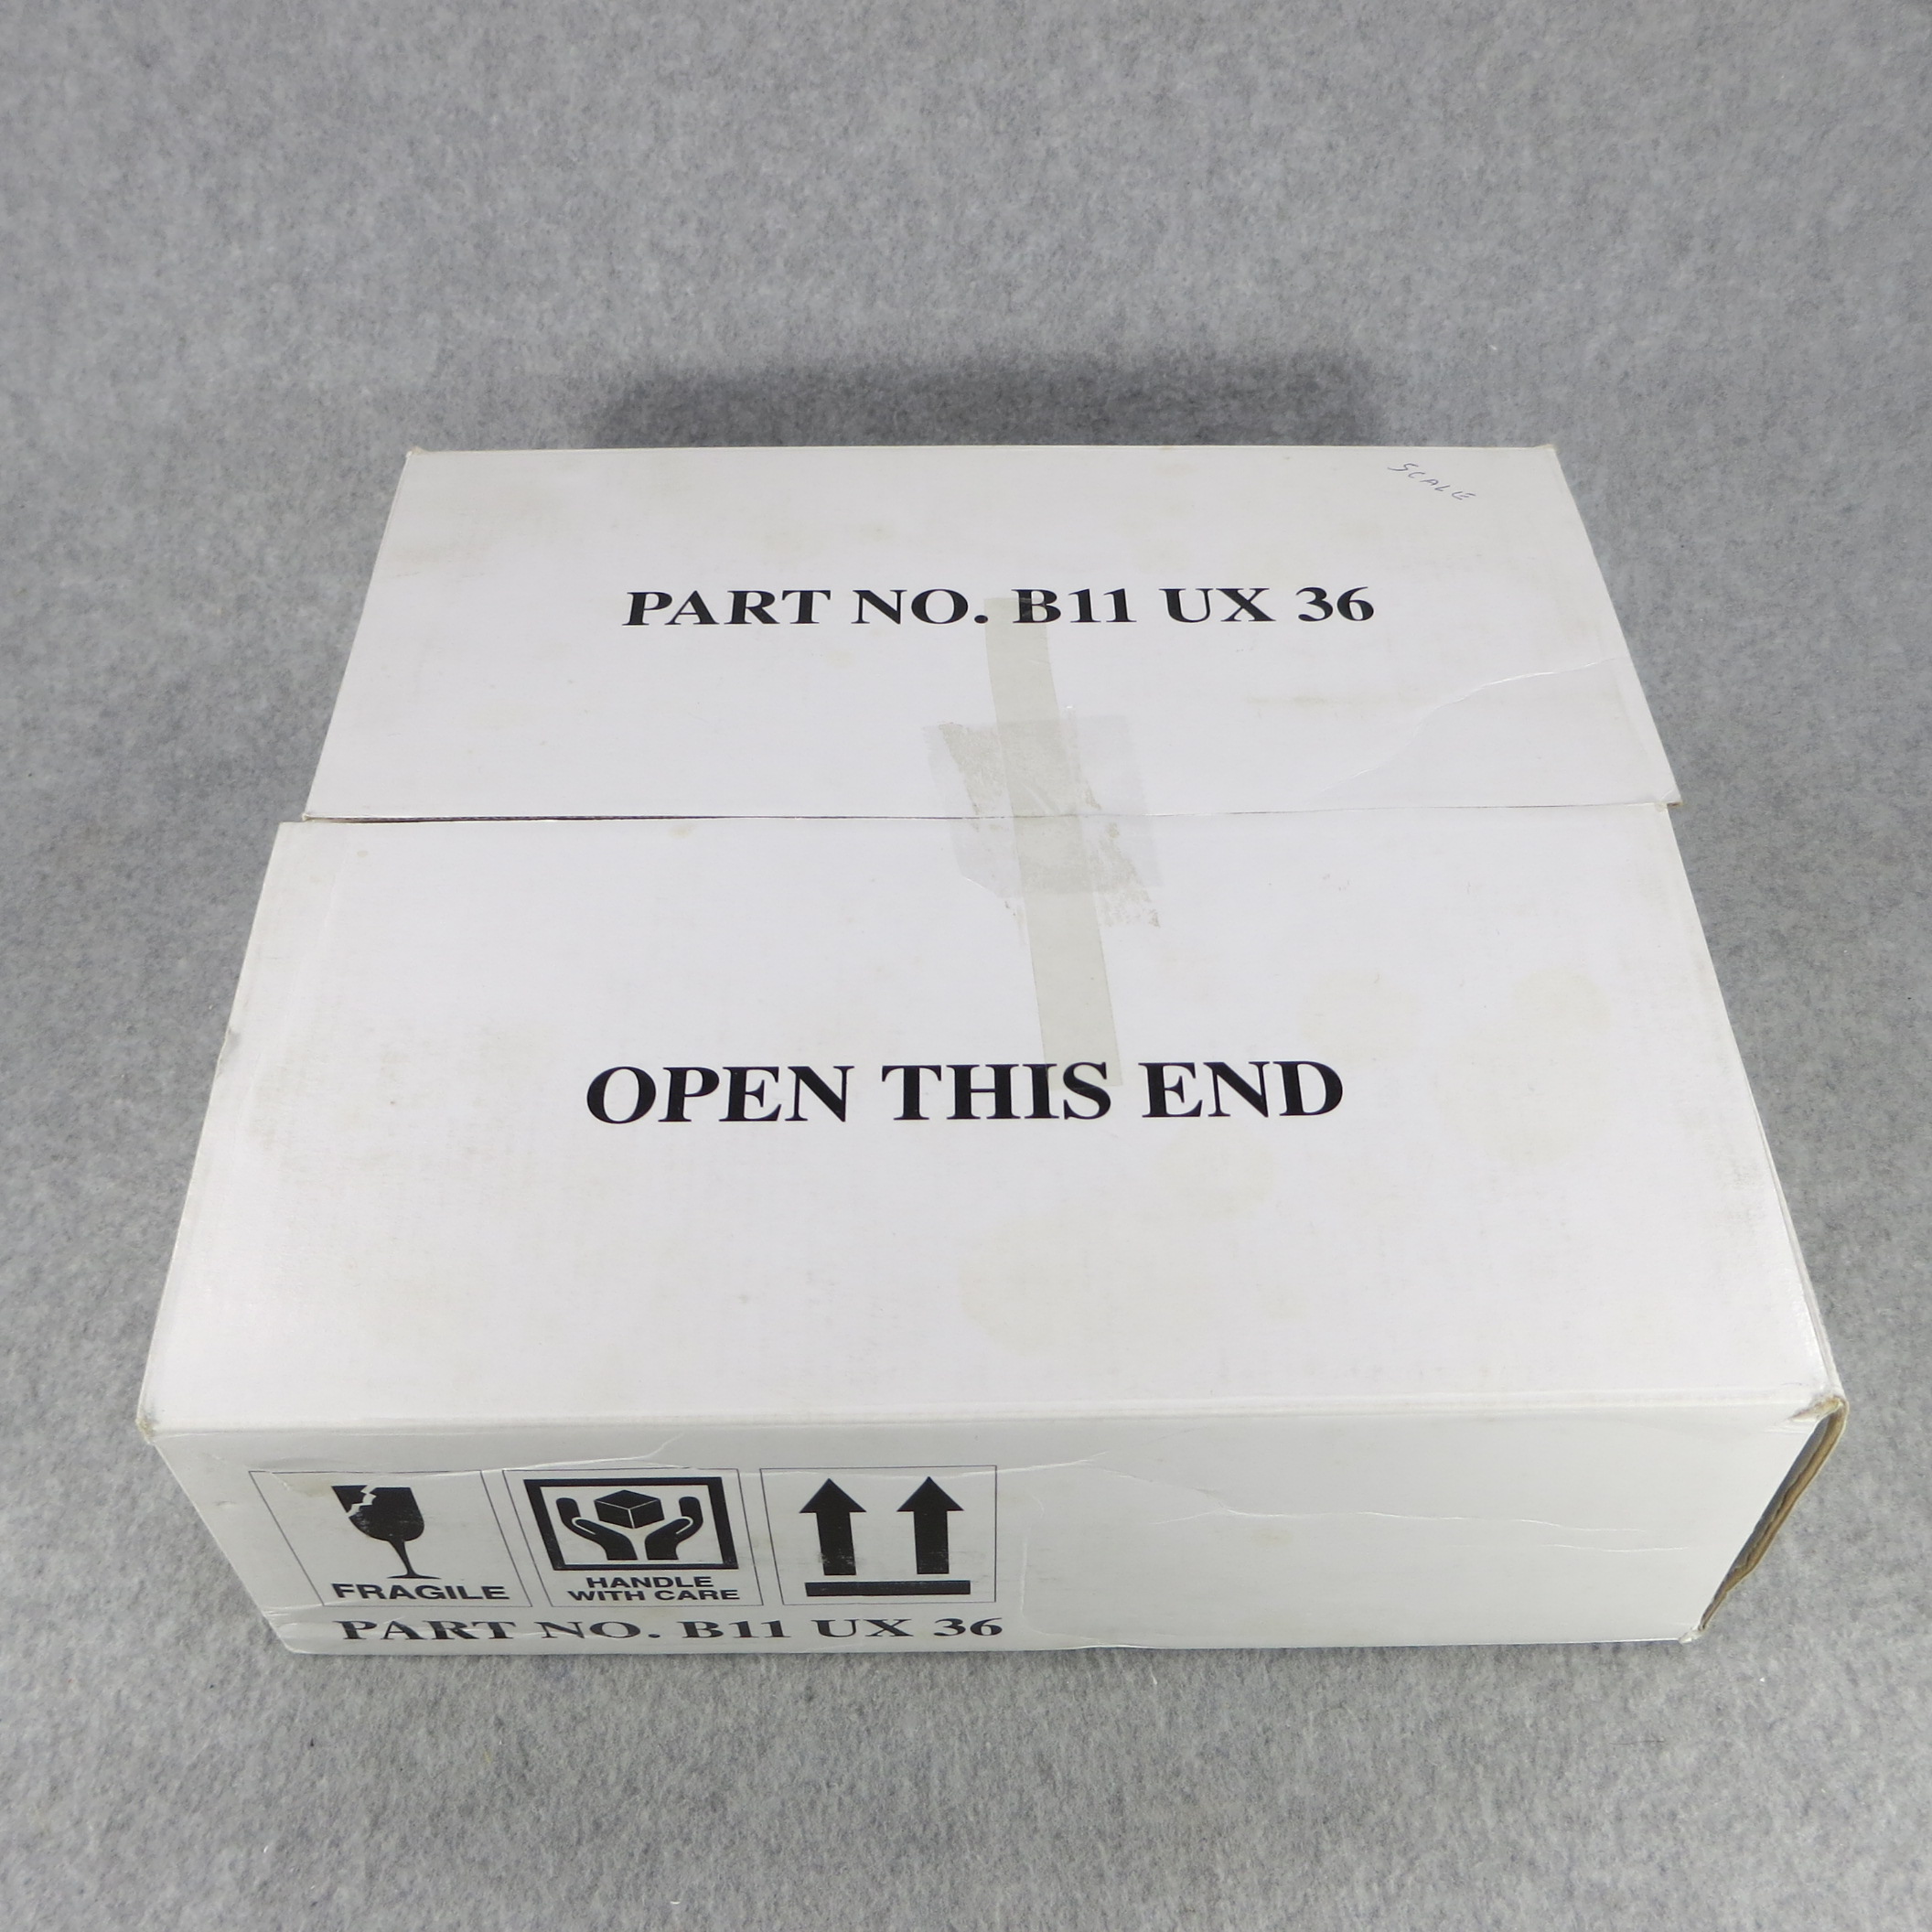 SCALE
PART NO. B11 UX 36
OPEN THIS END
FRAGILE
HANDLE
WITH CARE
PART NO. B11 UX 36